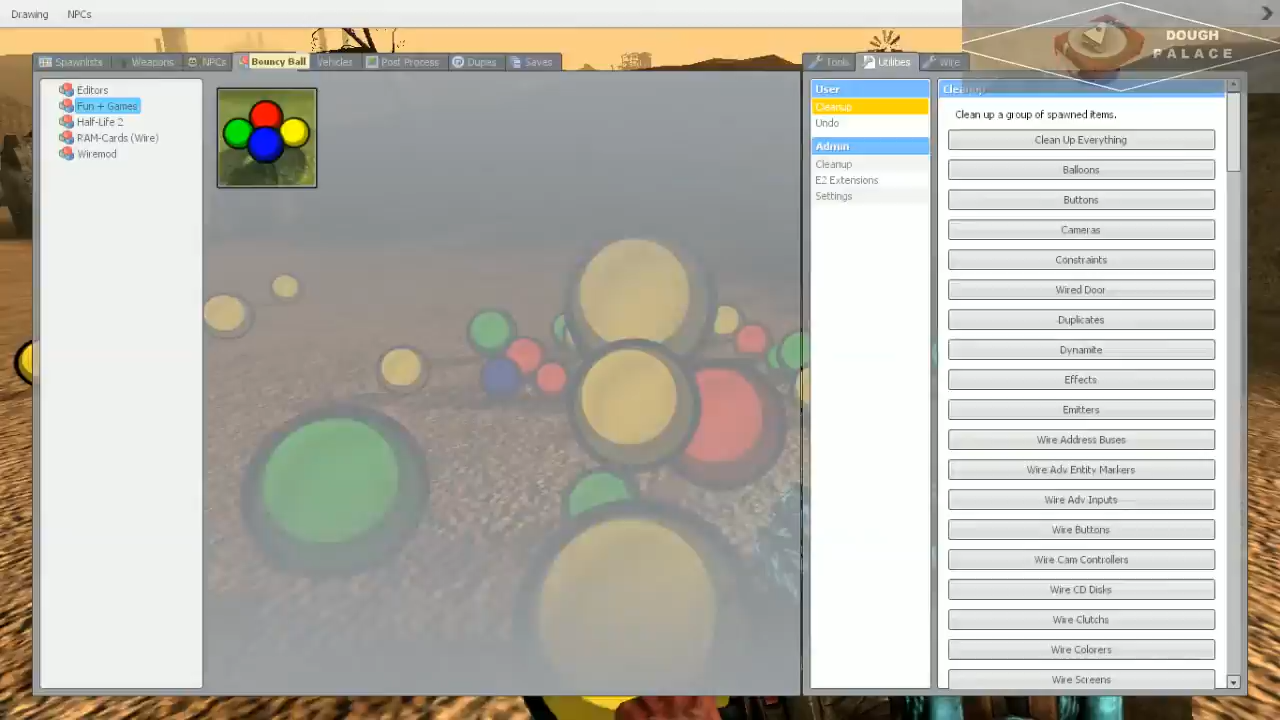 Drawing NPCs
DOUGH
PALACE
Spawnlists Weapons NPCs Bouncy Ball Vehicles Post Process Dupes Saves
Tools Utilities Wire
Editors
Fun + Games
Half-Life 2
RAM-Cards (Wire)
Wiremod
User
Cleanup
Undo
Admin
Cleanup
E2 Extensions
Settings
Cleanup
Clean up a group of spawned items.
Clean Up Everything
Balloons
Buttons
Cameras
Constraints
Wired Door
Duplicates
Dynamite
Effects
Emitters
Wire Address Buses
Wire Adv Entity Markers
Wire Adv Inputs
Wire Buttons
Wire Cam Controllers
Wire CD Disks
Wire Clutchs
Wire Colorers
Wire Screens